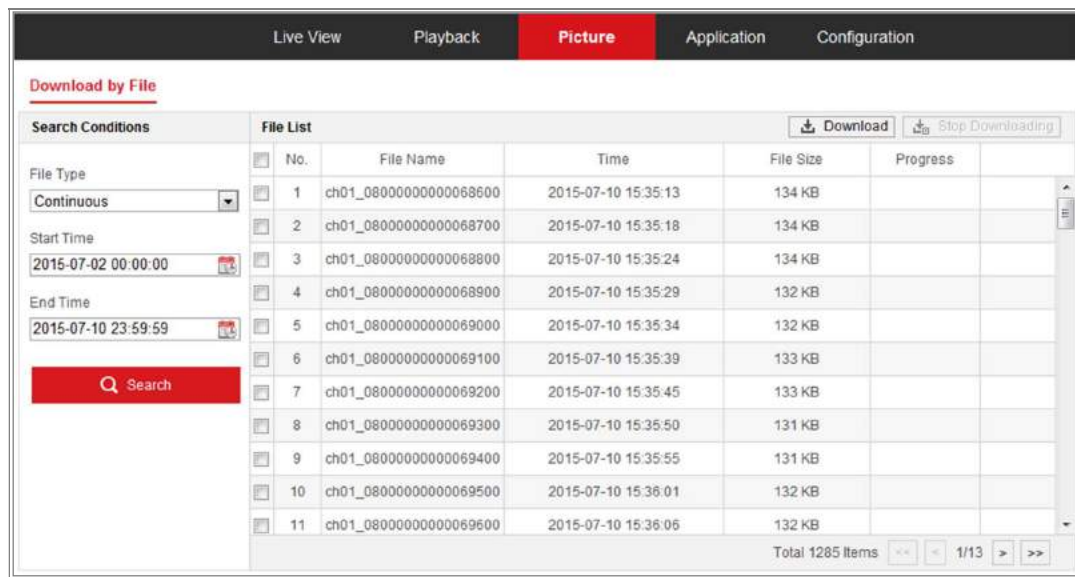 Live View Playback Picture Application Configuration
Download by File
Search Conditions
File List Download Stop Downloading
No. File Name Time File Size Progress
File Type
Continuous
Start Time
2015-07-02 00:00:00
End Time
2015-07-10 23:59:59
Search
1 ch01_08000000000068600 2015-07-10 15:35:13 134 KB
2 ch01_08000000000068700 2015-07-10 15:35:18 134 KB
3 ch01_08000000000068800 2015-07-10 15:35:24 134 KB
4 ch01_08000000000068900 2015-07-10 15:35:29 132 KB
5 ch01_08000000000069000 2015-07-10 15:35:34 132 KB
6 ch01_08000000000069100 2015-07-10 15:35:39 133 KB
7 ch01_08000000000069200 2015-07-10 15:35:45 133 KB
8 ch01_08000000000069300 2015-07-10 15:35:50 131 KB
9 ch01_08000000000069400 2015-07-10 15:35:55 131 KB
10 ch01_08000000000069500 2015-07-10 15:36:01 132 KB
11 ch01_08000000000069600 2015-07-10 15:36:06 132 KB
Total 1285 Items << < 1/13 > >>